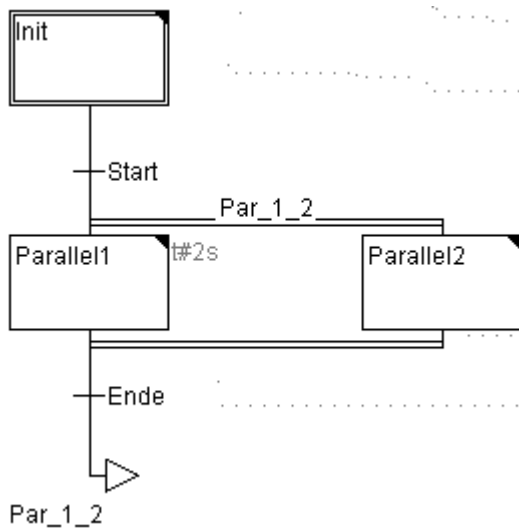 Init
Start
Par_1_2
Parallel1
t#2s
Parallel2
Ende
Par_1_2